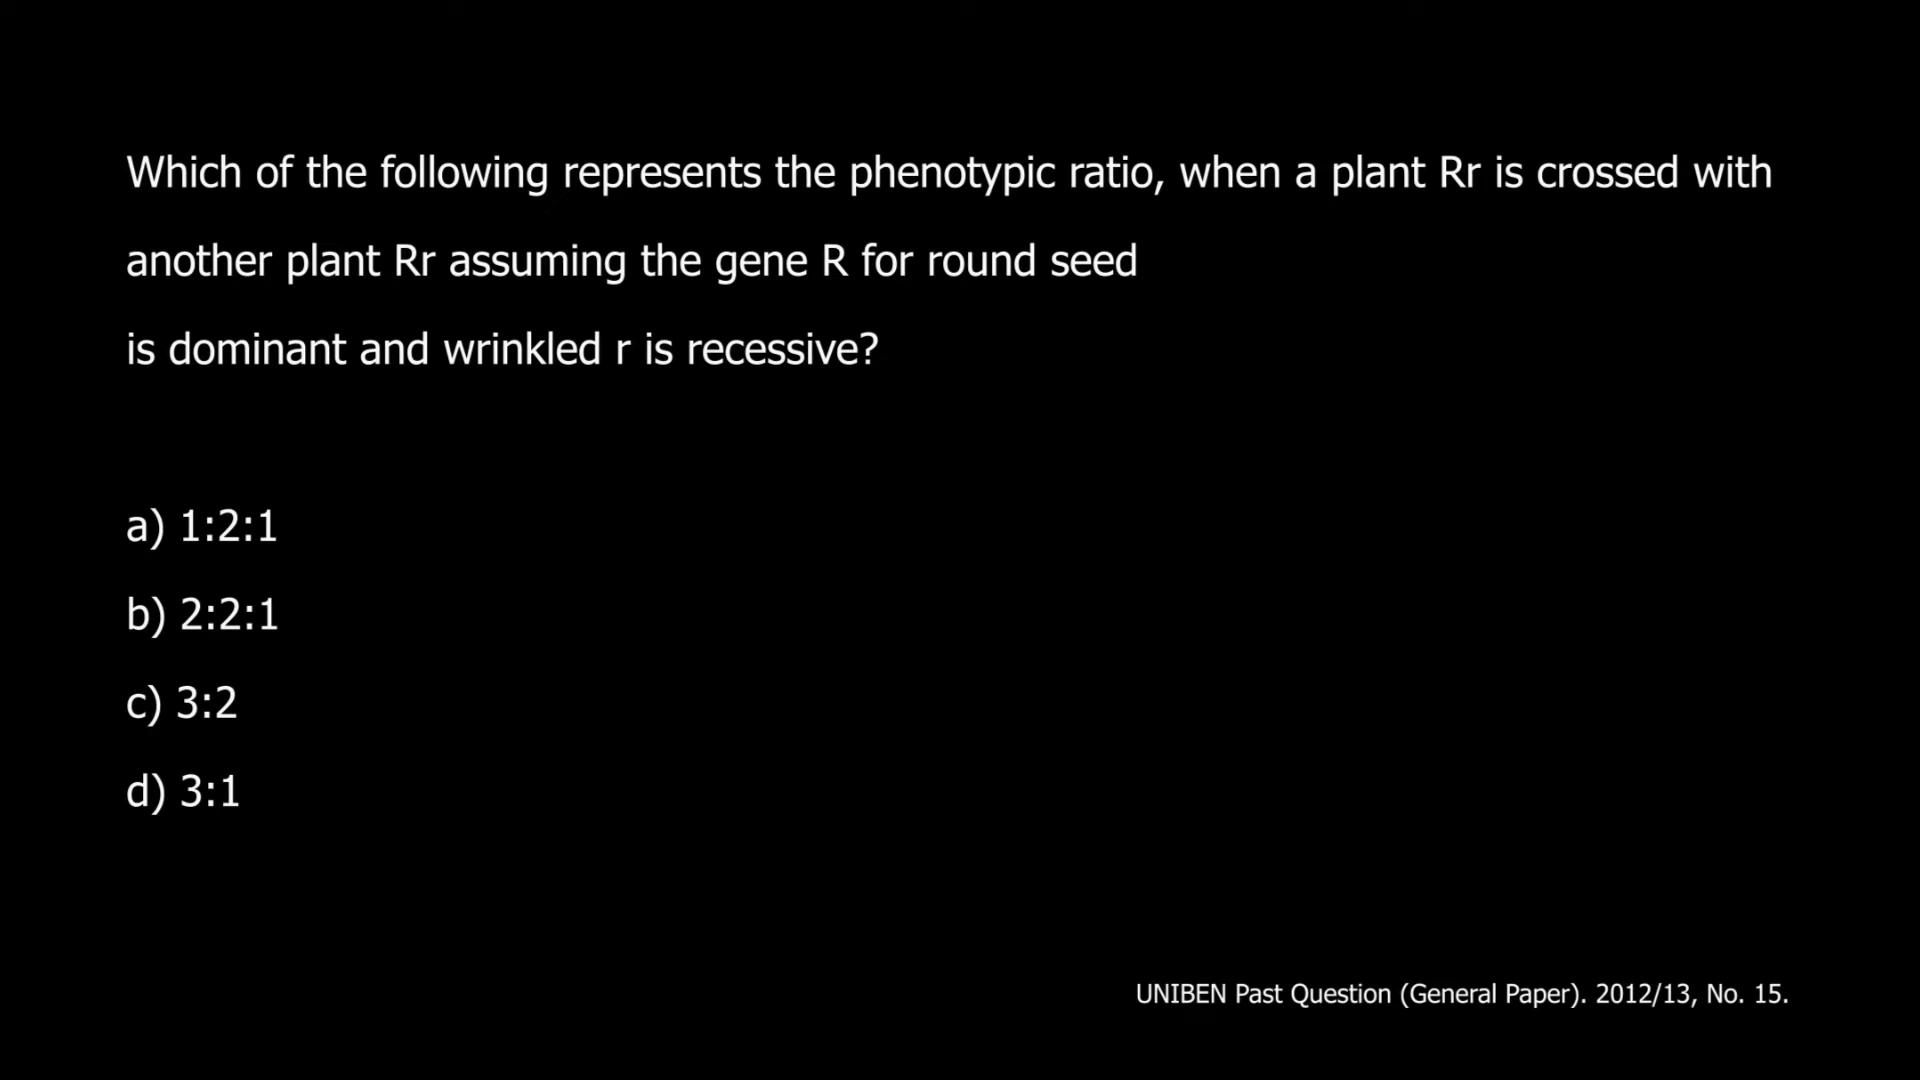 Which of the following represents the phenotypic ratio, when a plant Rr is crossed with
another plant Rr assuming the gene R for round seed
is dominant and wrinkled r is recessive?
a) 1:2:1
b) 2:2:1
c) 3:2
d) 3:1
UNIBEN Past Question (General Paper). 2012/13, No. 15.